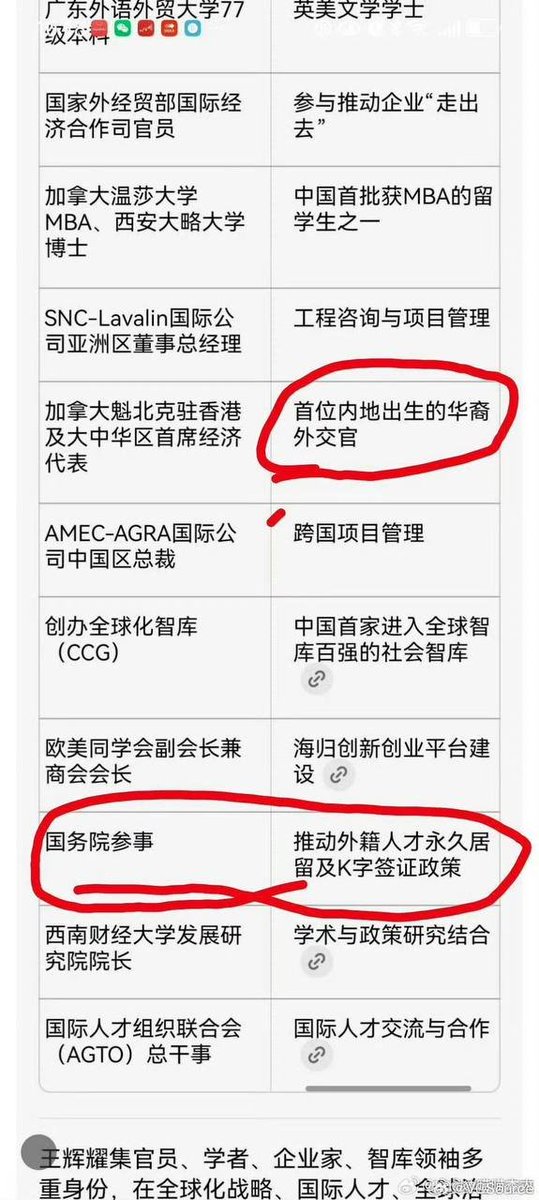 广东外语外贸大学77
级本科
英美文学学士
国家外经贸部国际经
济合作司官员
参与推动企业“走出
去”
加拿大温莎大学
MBA、西安大略大学
博士
中国首批获MBA的留
学生之一
SNC-Lavalin国际公
司亚洲区董事总经理
工程咨询与项目管理
加拿大魁北克驻香港
及大中华区首席经济
代表
首位内地出生的华裔
外交官
AMEC-AGRA国际公
司中国区总裁
跨国项目管理
创办全球化智库
（CCG）
中国首家进入全球智
库百强的社会智库
欧美同学会副会长兼
商会会长
海归创新创业平台建
设
国务院参事
推动外籍人才永久居
留及K字签证政策
西南财经大学发展研
究院院长
学术与政策研究结合
国际人才组织联合会
（AGTO）总干事
国际人才交流与合作
王辉耀集官员、学者、企业家、智库领袖多
重身份，在全球化战略、国际人才